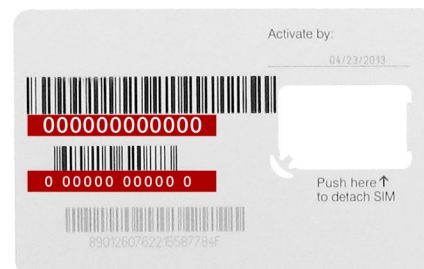 Activate by:
04/23/2013
000000000000
0 00000 00000 0
Push here ↑
to detach SIM
8901260762215587784F